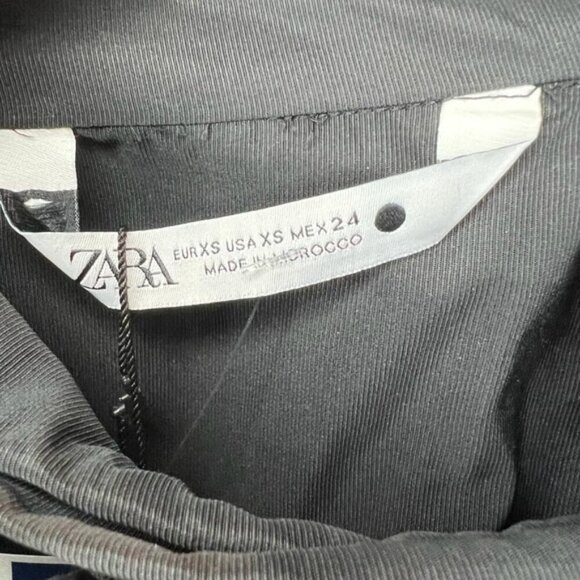 ZARA
EUR XS USA XS MEX 24
MADE IN MOROCCO